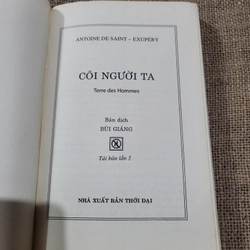 ANTOINE DE SAINT – EXUPÉRY
CÕI NGƯỜI TA
Terre des Hommes
Bản dịch
BÙI GIÁNG
Tái bản lần 3
NHÀ XUẤT BẢN THỜI ĐẠI